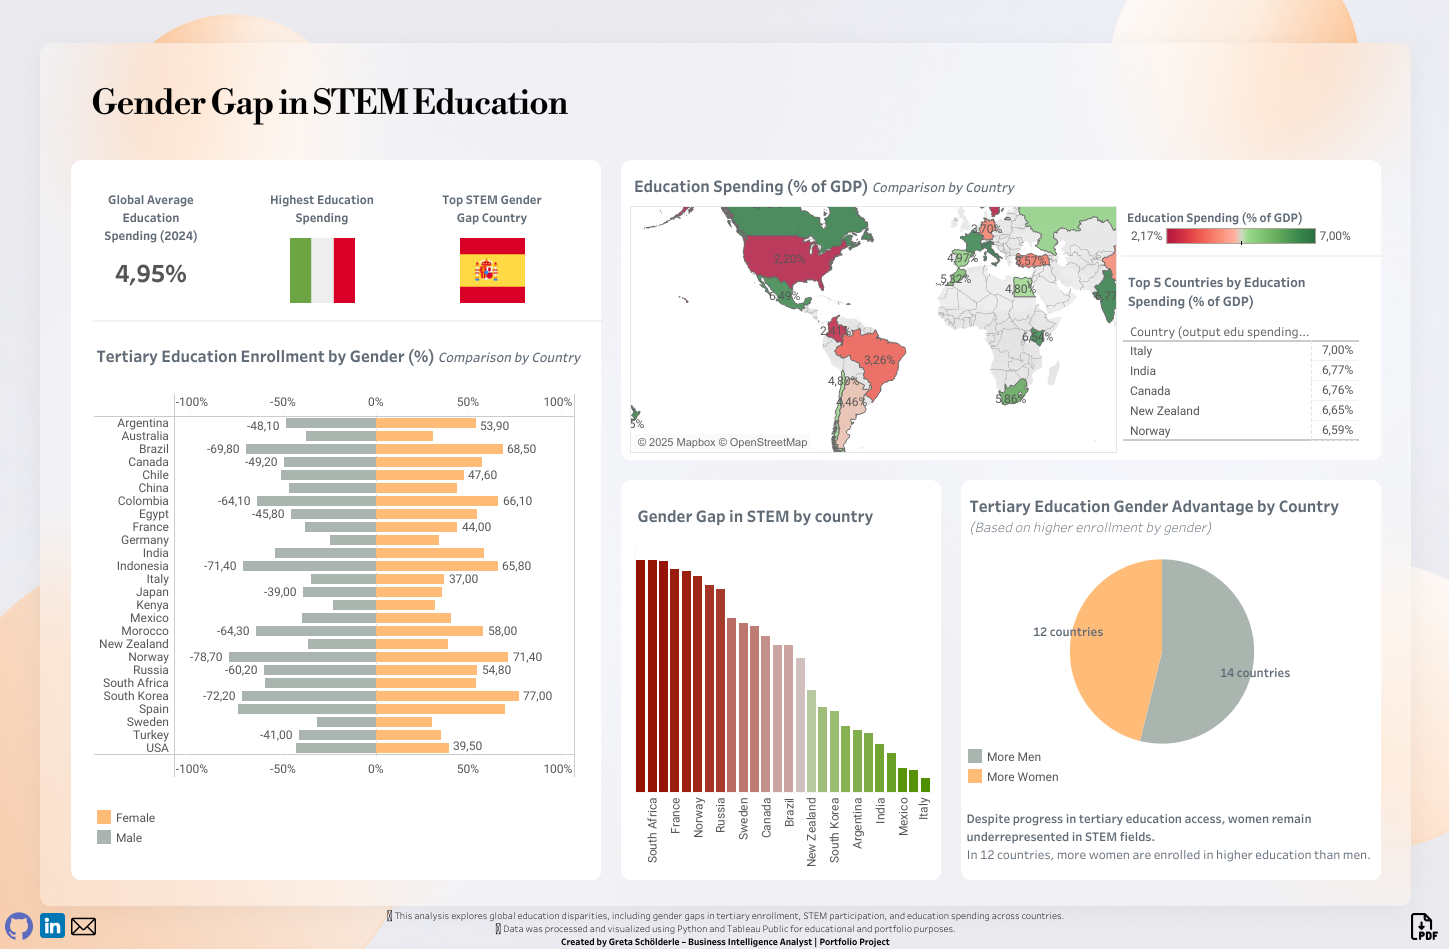 Gender Gap in STEM Education
Global Average
Education
Spending (2024)
4,95%
Highest Education
Spending
Top STEM Gender
Gap Country
Tertiary Education Enrollment by Gender (%) Comparison by Country
-100% -50% 0% 50% 100%
Argentina -48,10 53,90
Australia
Brazil -69,80 68,50
Canada -49,20
Chile 47,60
China
Colombia -64,10 66,10
Egypt -45,80
France 44,00
Germany
India
Indonesia -71,40 65,80
Italy 37,00
Japan -39,00
Kenya
Mexico
Morocco -64,30 58,00
New Zealand
Norway -78,70 71,40
Russia -60,20 54,80
South Africa
South Korea -72,20 77,00
Spain
Sweden
Turkey -41,00
USA 39,50
-100% -50% 0% 50% 100%
Female
Male
Education Spending (% of GDP) Comparison by Country
2,20%
6,49%
3,26%
4,46%
4,97%
5,32%
4,80%
3,57%
5,86%
5%
© 2025 Mapbox © OpenStreetMap
Education Spending (% of GDP)
2,17% 7,00%
Top 5 Countries by Education
Spending (% of GDP)
Country (output edu spending...
Italy 7,00%
India 6,77%
Canada 6,76%
New Zealand 6,65%
Norway 6,59%
Gender Gap in STEM by country
South Africa
France
Norway
Russia
Sweden
Canada
Brazil
New Zealand
South Korea
Argentina
India
Mexico
Italy
Tertiary Education Gender Advantage by Country
(Based on higher enrollment by gender)
12 countries
14 countries
More Men
More Women
Despite progress in tertiary education access, women remain
underrepresented in STEM fields.
In 12 countries, more women are enrolled in higher education than men.
This analysis explores global education disparities, including gender gaps in tertiary enrollment, STEM participation, and education spending across countries.
Data was processed and visualized using Python and Tableau Public for educational and portfolio purposes.
Created by Greta Schölderle – Business Intelligence Analyst | Portfolio Project
in
PDF